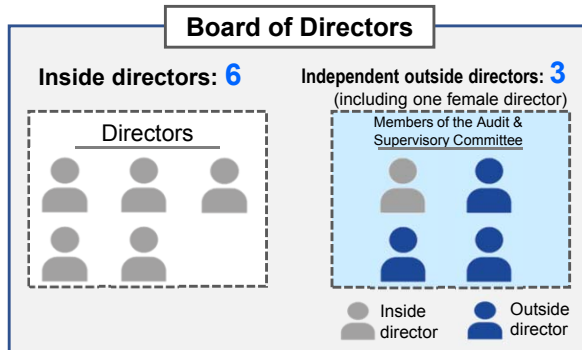 Board of Directors
Inside directors: 6
Independent outside directors: 3
(including one female director)
Directors
Members of the Audit &
Supervisory Committee
Inside
director
Outside
director